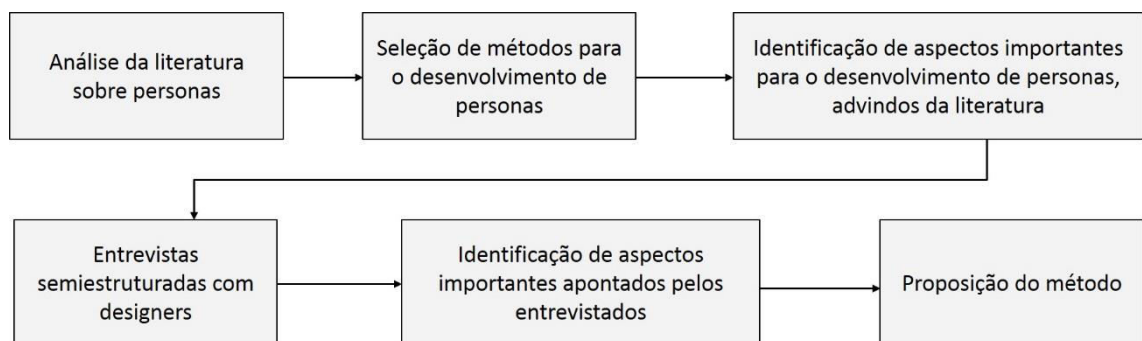 Análise da literatura
sobre personas
Seleção de métodos para
o desenvolvimento de
personas
Identificação de aspectos importantes
para o desenvolvimento de personas,
advindos da literatura
Entrevistas
semiestruturadas com
designers
Identificação de aspectos
importantes apontados pelos
entrevistados
Proposição do método